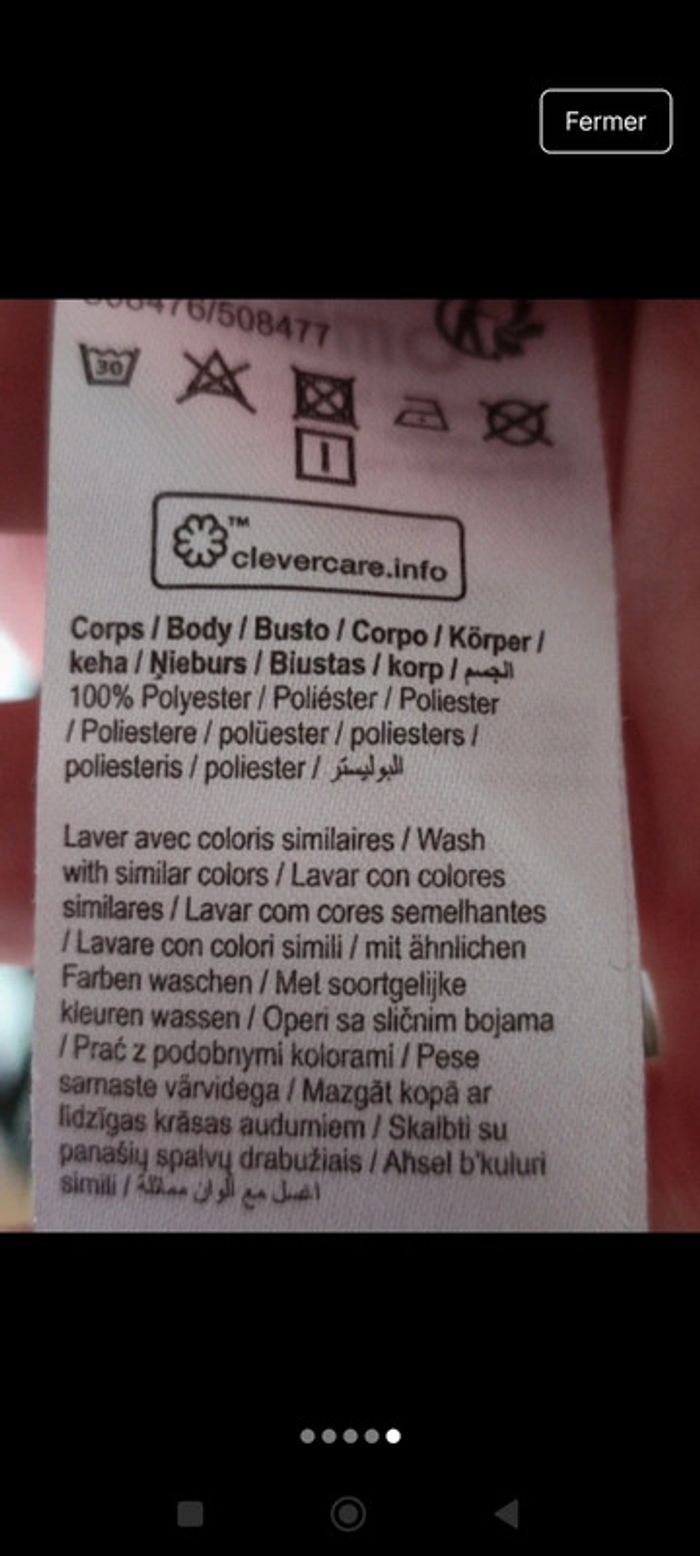 Fermer
/508477
30
™
clevercare.info
Corps / Body / Busto / Corpo / Körper /
keha / Ņieburs / Biustas / korp / الجسم
100% Polyester / Poliéster / Poliester
/ Poliestere / polüester / poliesters /
poliesteris / poliester / البوليستر
Laver avec coloris similaires / Wash
with similar colors / Lavar con colores
similares / Lavar com cores semelhantes
/ Lavare con colori simili / mit ähnlichen
Farben waschen / Met soortgelijke
kleuren wassen / Operi sa sličnim bojama
/ Prać z podobnymi kolorami / Pese
sarnaste värvidega / Mazgāt kopā ar
līdzīgas krāsas audumiem / Skalbti su
panašių spalvų drabužiais / Aħsel b'kuluri
simili / اغسل مع ألوان مماثلة